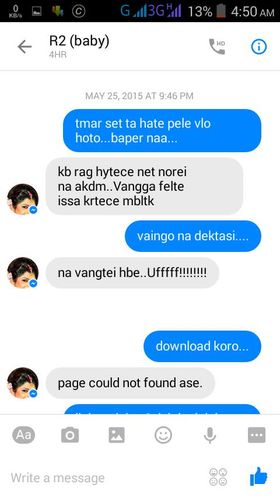 0
KB/s
G 3G H 13% 4:50 AM
R2 (baby)
4HR
HD
MAY 25, 2015 AT 9:46 PM
tmar set ta hate pele vlo
hoto...baper naa...
kb rag hytece net norei
na akdm..Vangga felte
issa krtece mbltk
vaingo na dektasi....
na vangtei hbe..Ufffff!!!!!!!!
download koro...
page could not found ase.
Aa
Write a message